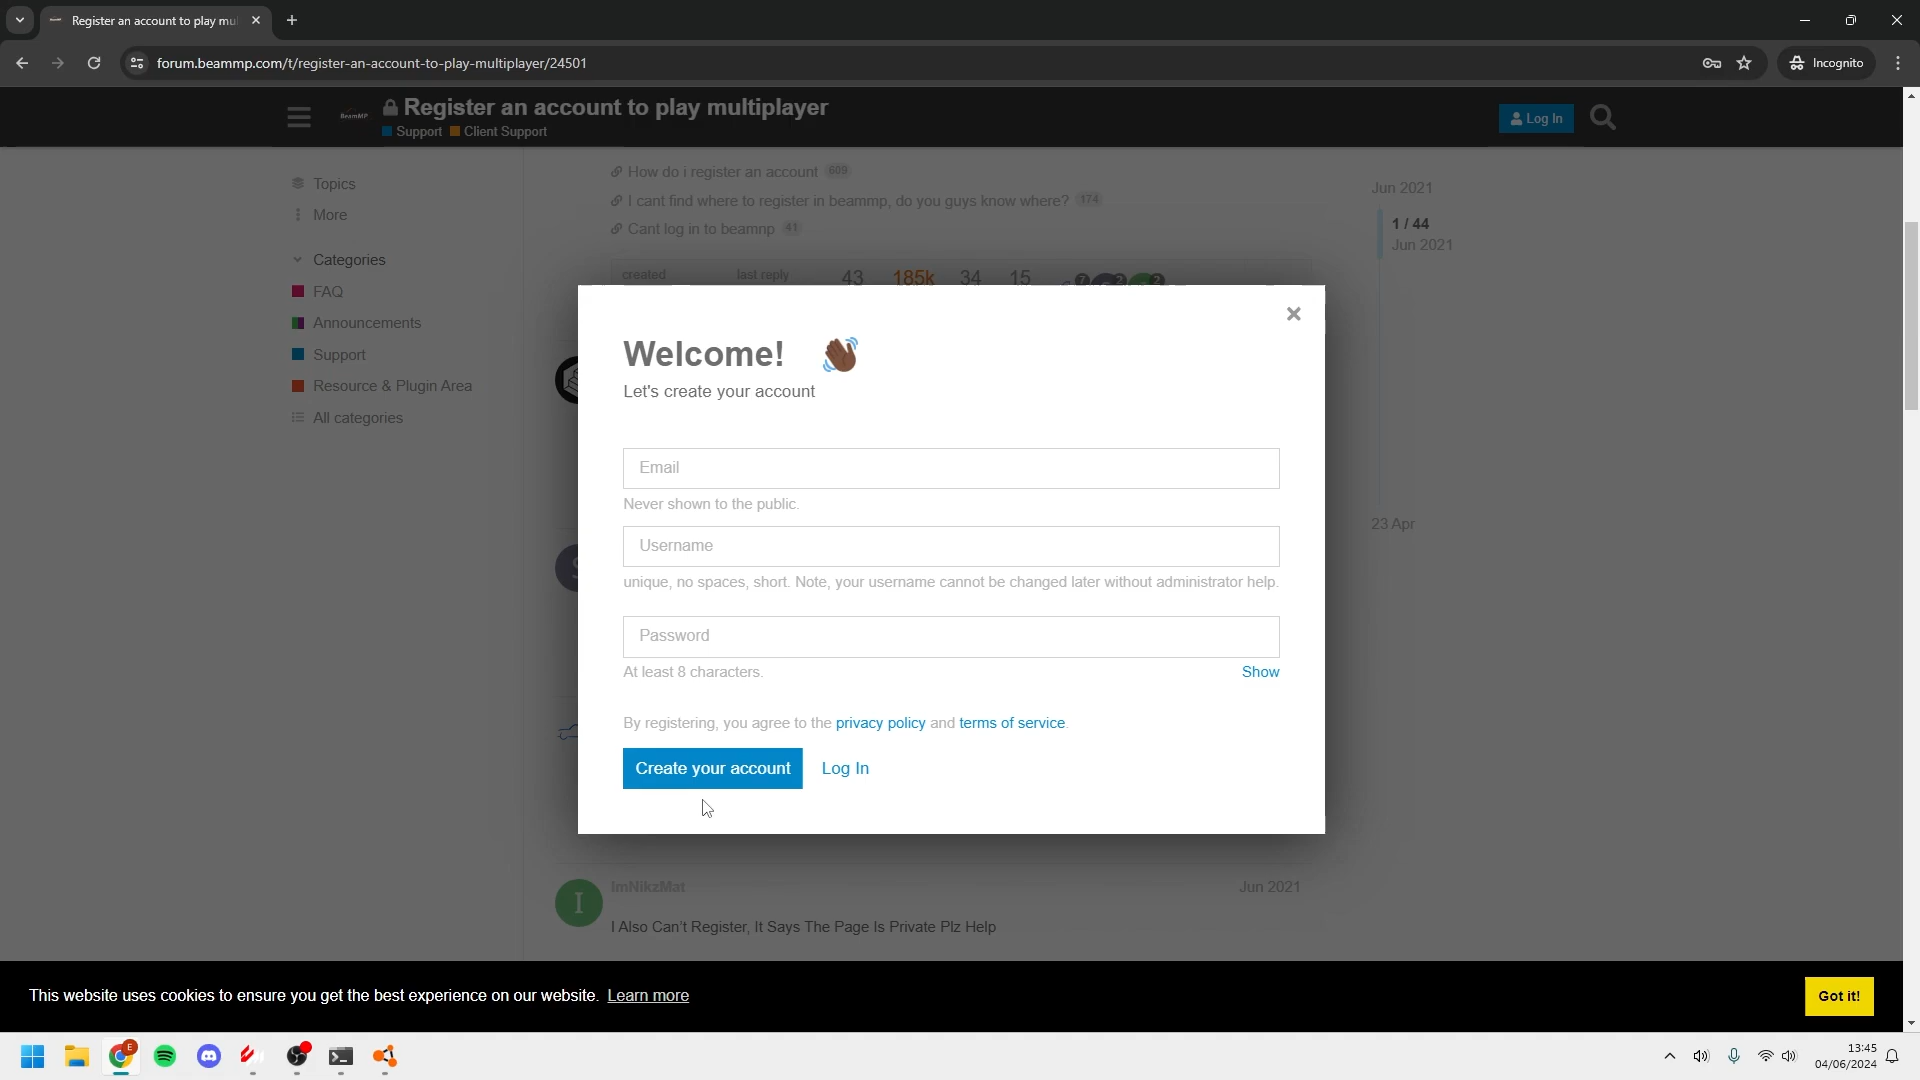 Register an account to play mu
forum.beammp.com/t/register-an-account-to-play-multiplayer/24501
Incognito
BeamMP
Register an account to play multiplayer
Support
Client Support
Log In
Topics
More
Categories
FAQ
Announcements
Support
Resource & Plugin Area
All categories
How do i register an account 609
I cant find where to register in beammp, do you guys know where? 174
Cant log in to beamnp 41
created
last reply
43
185k
34
15
7
2
2
Jun 2021
1 / 44
Jun 2021
23 Apr
Welcome!
Let's create your account
Email
Never shown to the public.
Username
unique, no spaces, short. Note, your username cannot be changed later without administrator help.
Password
At least 8 characters.
Show
By registering, you agree to the privacy policy and terms of service.
Create your account
Log In
I
ImNikzMat
Jun 2021
I Also Can't Register, It Says The Page Is Private Plz Help
This website uses cookies to ensure you get the best experience on our website. Learn more
Got it!
E
13:45
04/06/2024